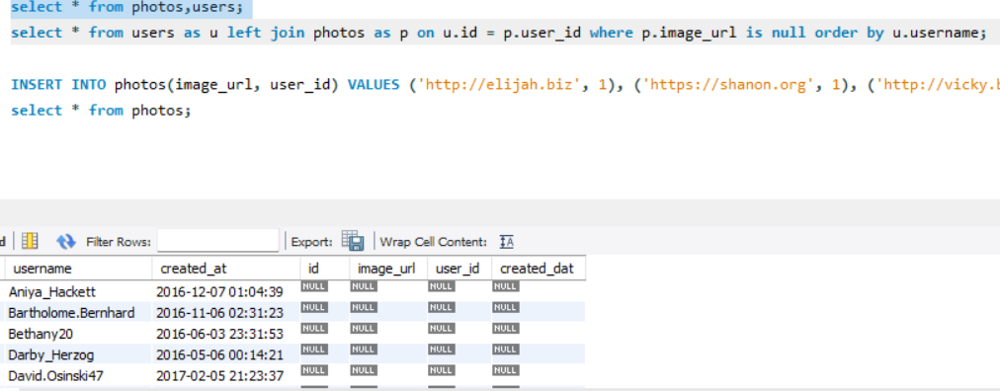 select * from photos,users;
select * from users as u left join photos as p on u.id = p.user_id where p.image_url is null order by u.username;
INSERT INTO photos(image_url, user_id) VALUES ('http://elijah.biz', 1), ('https://shanon.org', 1), ('http://vicky.b
select * from photos;
d Filter Rows: Export: Wrap Cell Content: IA
username created_at id image_url user_id created_dat
Aniya_Hackett 2016-12-07 01:04:39 NULL NULL NULL NULL
Bartholome.Bernhard 2016-11-06 02:31:23 NULL NULL NULL NULL
Bethany20 2016-06-03 23:31:53 NULL NULL NULL NULL
Darby_Herzog 2016-05-06 00:14:21 NULL NULL NULL NULL
David.Osinski47 2017-02-05 21:23:37 NULL NULL NULL NULL